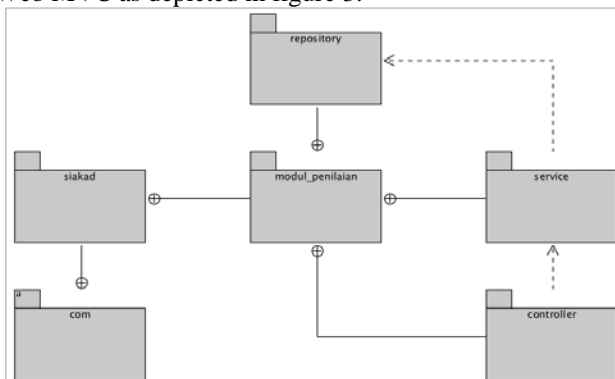 web MVC as depicted in figure 3.
repository
siakad
modul_penilaian
service
a
com
controller